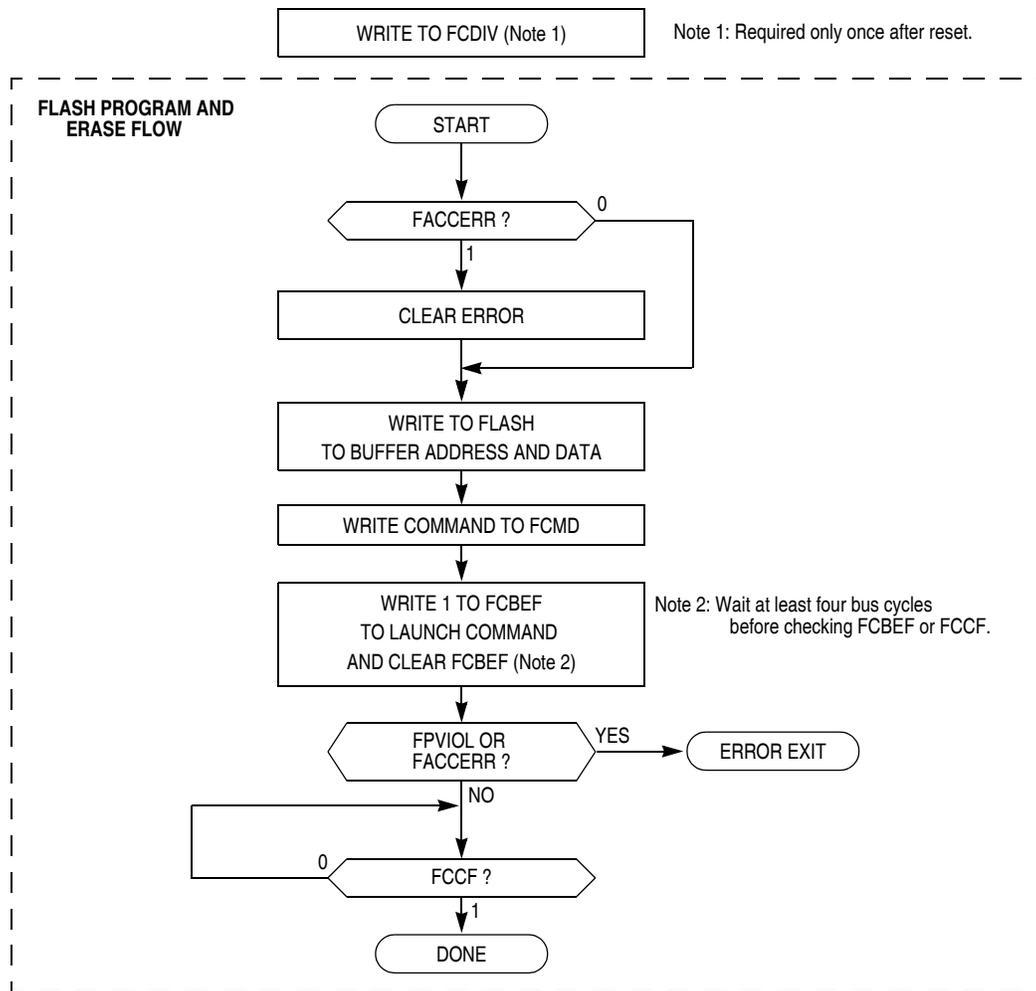 WRITE TO FCDIV (Note 1)
Note 1: Required only once after reset.
FLASH PROGRAM AND
ERASE FLOW
START
FACCERR ?
0
1
CLEAR ERROR
WRITE TO FLASH
TO BUFFER ADDRESS AND DATA
WRITE COMMAND TO FCMD
WRITE 1 TO FCBEF
TO LAUNCH COMMAND
AND CLEAR FCBEF (Note 2)
Note 2: Wait at least four bus cycles
before checking FCBEF or FCCF.
FPVIOL OR
FACCERR ?
YES
ERROR EXIT
NO
0
FCCF ?
1
DONE